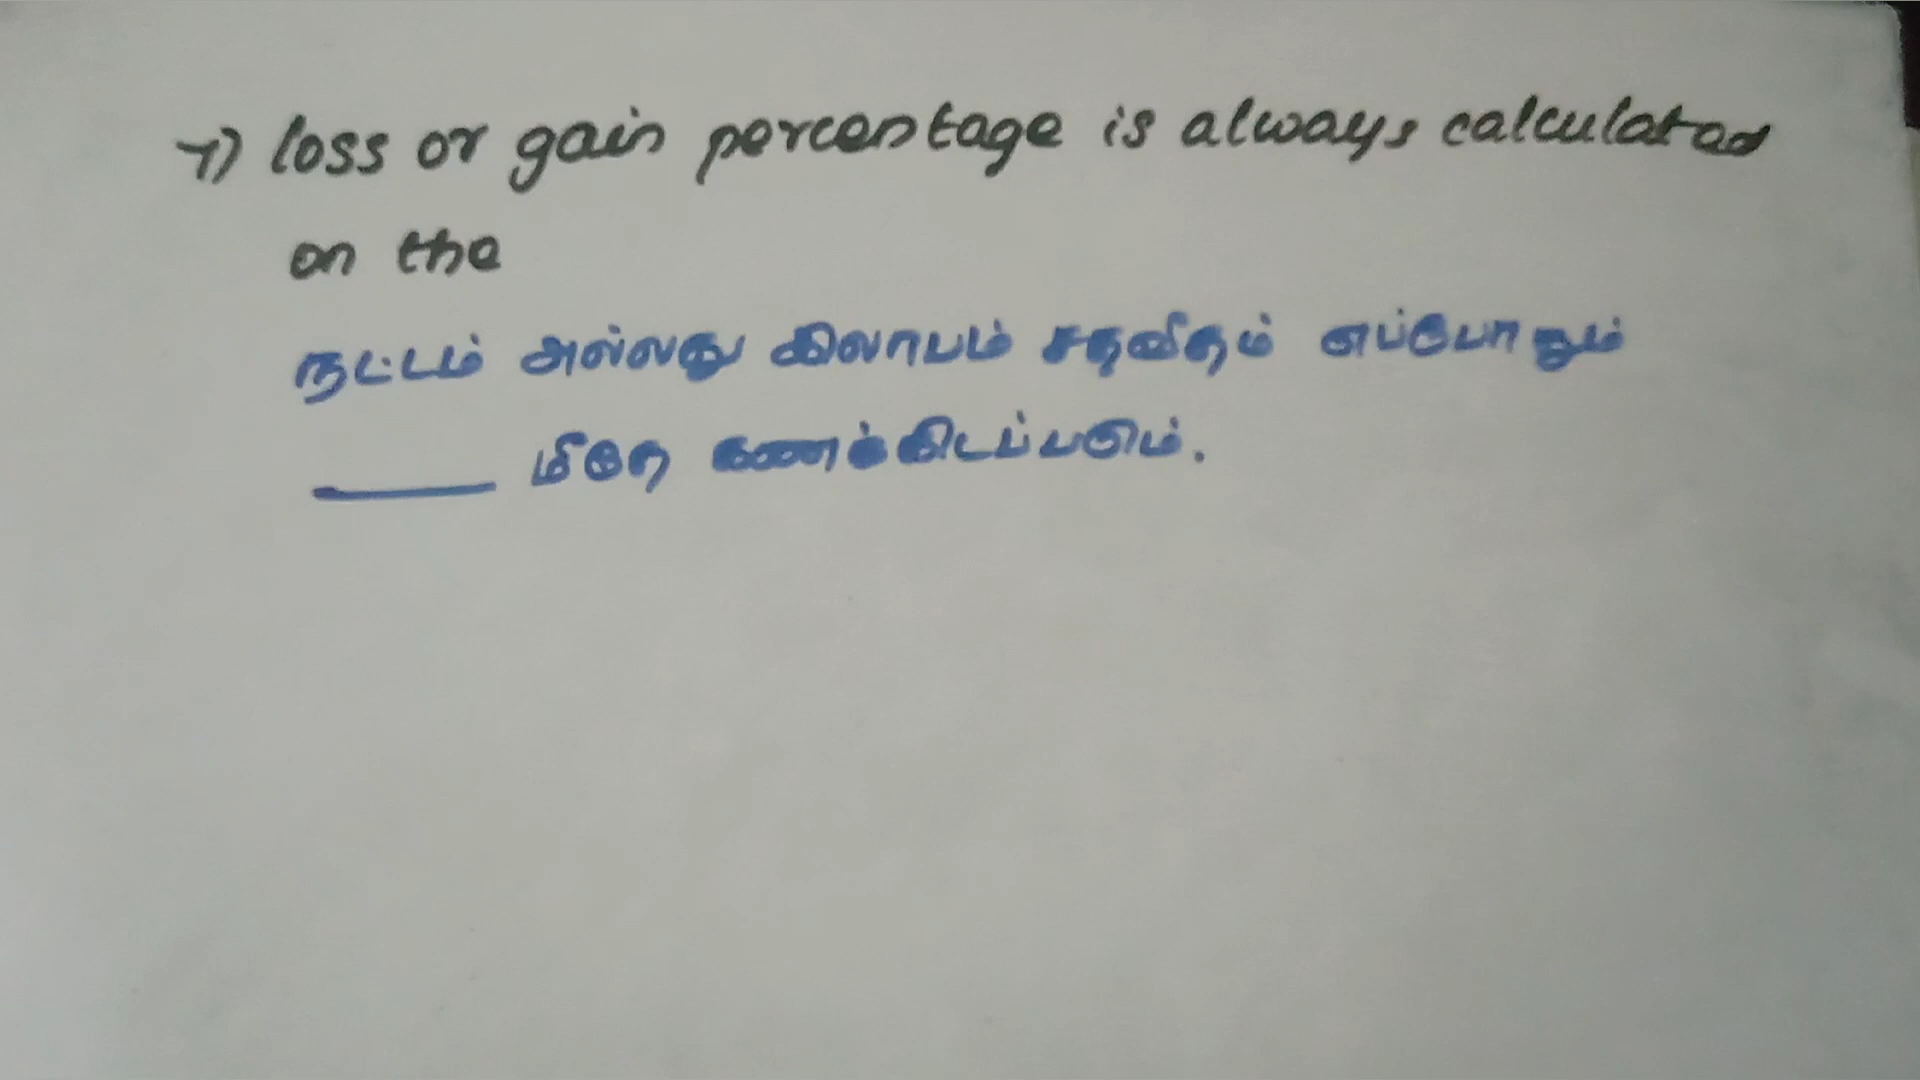 7) loss or gain percentage is always calculated
on the
நட்டம் அல்லது இலாபம் சதவீதம் எப்போதும்
_____ மீதே கணக்கிடப்படும்.